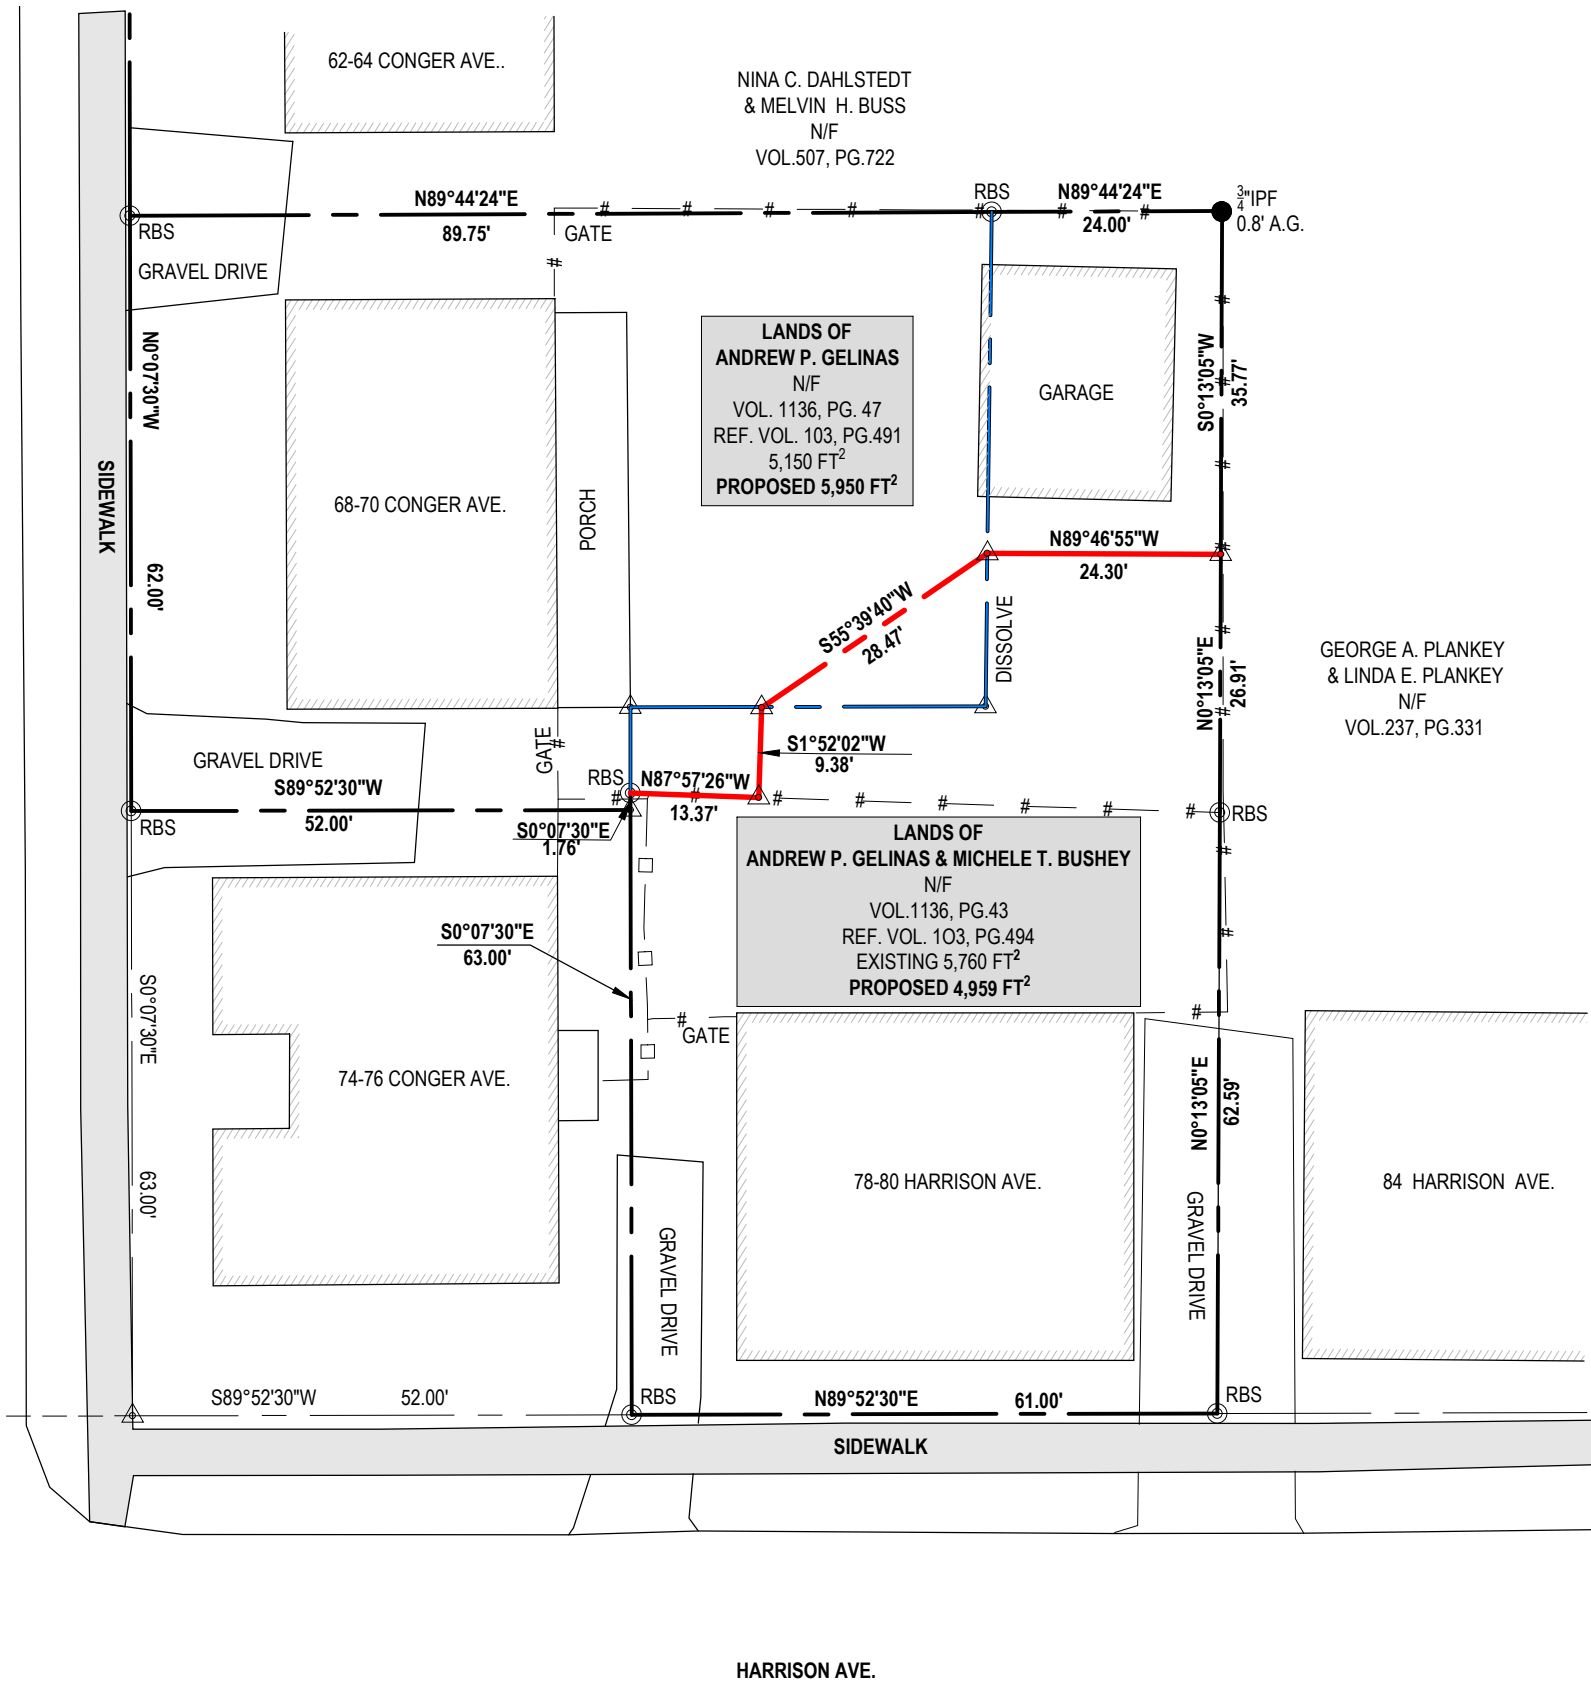 62-64 CONGER AVE..
NINA C. DAHLSTEDT
& MELVIN H. BUSS
N/F
VOL.507, PG.722
N89°44'24"E
89.75'
RBS
N89°44'24"E
24.00'
3/4"IPF
0.8' A.G.
RBS
GATE
GRAVEL DRIVE
N0°07'30"W
62.00'
SIDEWALK
68-70 CONGER AVE.
PORCH
LANDS OF
ANDREW P. GELINAS
N/F
VOL. 1136, PG. 47
REF. VOL. 103, PG.491
5,150 FT²
PROPOSED 5,950 FT²
GARAGE
S0°13'05"W
35.77'
N89°46'55"W
24.30'
S55°39'40"W
28.47'
DISSOLVE
N0°13'05"E
26.91'
GEORGE A. PLANKEY
& LINDA E. PLANKEY
N/F
VOL.237, PG.331
GATE
GRAVEL DRIVE
S1°52'02"W
9.38'
S89°52'30"W
52.00'
RBS
RBS
N87°57'26"W
13.37'
S0°07'30"E
1.76'
RBS
LANDS OF
ANDREW P. GELINAS & MICHELE T. BUSHEY
N/F
VOL.1136, PG.43
REF. VOL. 1O3, PG.494
EXISTING 5,760 FT²
PROPOSED 4,959 FT²
S0°07'30"E
63.00'
S0°07'30"E
63.00'
GATE
74-76 CONGER AVE.
78-80 HARRISON AVE.
N0°13'05"E
62.59'
84 HARRISON AVE.
GRAVEL DRIVE
GRAVEL DRIVE
S89°52'30"W
52.00'
RBS
N89°52'30"E
61.00'
RBS
SIDEWALK
HARRISON AVE.